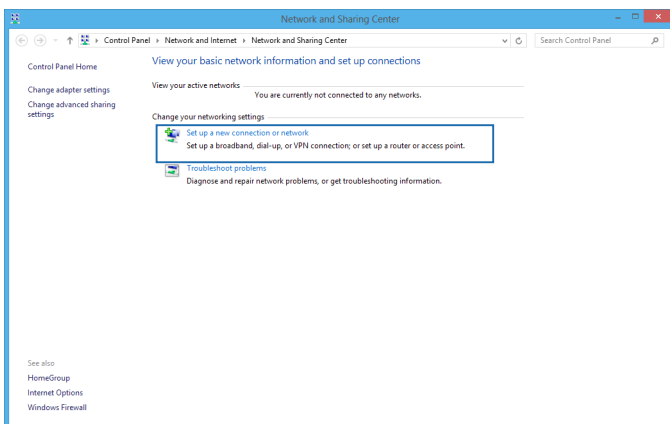 Network and Sharing Center
Control Panel Network and Internet Network and Sharing Center
Search Control Panel
Control Panel Home
Change adapter settings
Change advanced sharing
settings
View your basic network information and set up connections
View your active networks
You are currently not connected to any networks.
Change your networking settings
Set up a new connection or network
Set up a broadband, dial-up, or VPN connection; or set up a router or access point.
Troubleshoot problems
Diagnose and repair network problems, or get troubleshooting information.
See also
HomeGroup
Internet Options
Windows Firewall